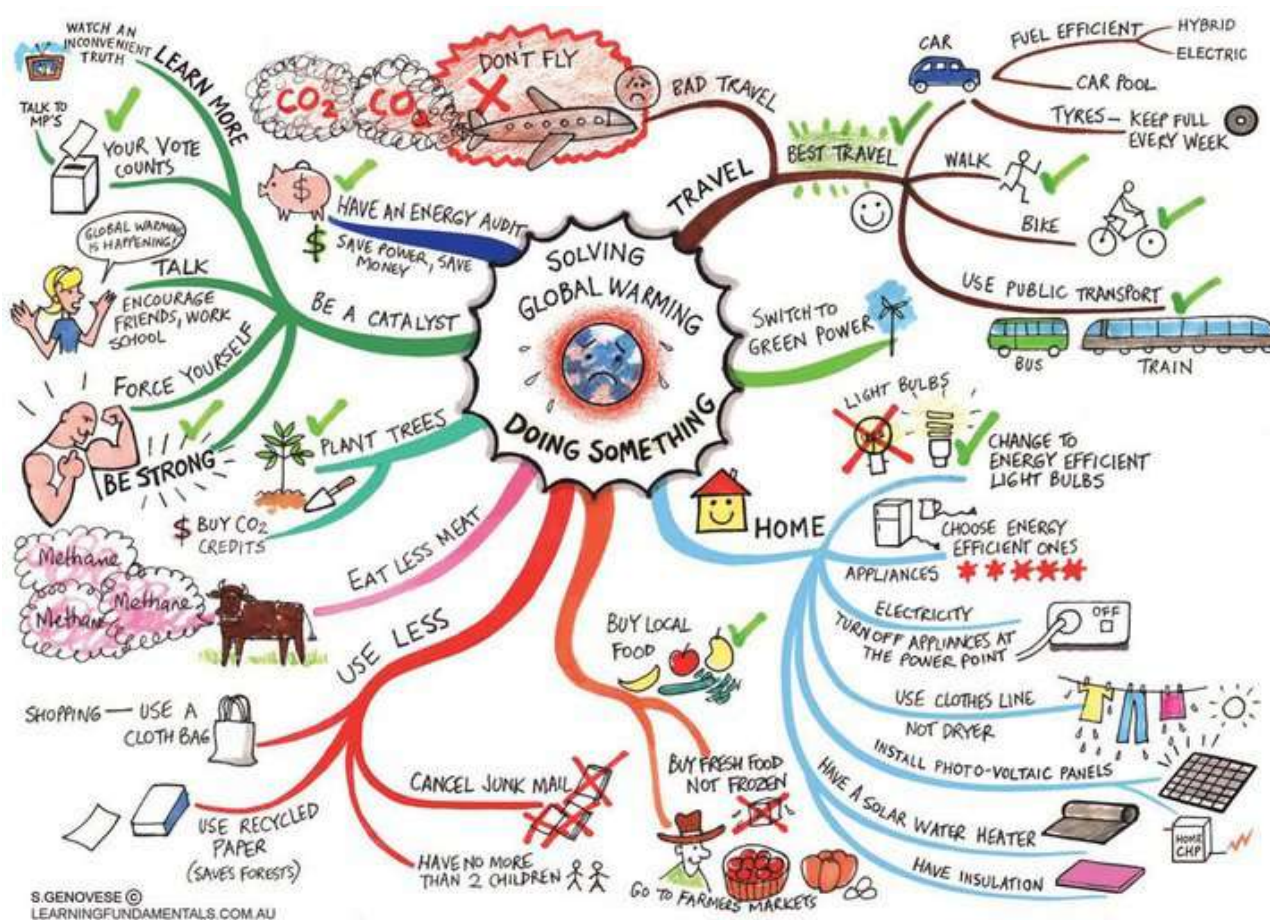 WATCH AN
INCONVENIENT
TRUTH
LEARN MORE
TALK TO
MP'S
YOUR VOTE
COUNTS
GLOBAL WARMING
IS HAPPENING!
TALK
ENCOURAGE
FRIENDS, WORK
SCHOOL
FORCE YOURSELF
BE STRONG
BE A CATALYST
CO2
CO2
DON'T FLY
BAD TRAVEL
$
HAVE AN ENERGY AUDIT
$ SAVE POWER, SAVE
MONEY
SOLVING
GLOBAL WARMING
DOING SOMETHING
TRAVEL
BEST TRAVEL
CAR
FUEL EFFICIENT
HYBRID
ELECTRIC
CAR POOL
TYRES — KEEP FULL
EVERY WEEK
WALK
BIKE
USE PUBLIC TRANSPORT
BUS
TRAIN
SWITCH TO
GREEN POWER
PLANT TREES
$ BUY CO2
CREDITS
EAT LESS MEAT
Methane
Methane
Methane
USE LESS
SHOPPING — USE A
CLOTH BAG
USE RECYCLED
PAPER
(SAVES FORESTS)
CANCEL JUNK MAIL
HAVE NO MORE
THAN 2 CHILDREN
BUY LOCAL
FOOD
BUY FRESH FOOD
NOT FROZEN
GO TO FARMERS MARKETS
HOME
LIGHT BULBS
CHANGE TO
ENERGY EFFICIENT
LIGHT BULBS
CHOOSE ENERGY
EFFICIENT ONES
APPLIANCES
ELECTRICITY
TURN OFF APPLIANCES AT
THE POWER POINT
OFF
USE CLOTHES LINE
NOT DRYER
INSTALL PHOTO-VOLTAIC PANELS
HOME
CHP
HAVE A SOLAR WATER HEATER
HAVE INSULATION
S.GENOVESE ©
LEARNINGFUNDAMENTALS.COM.AU